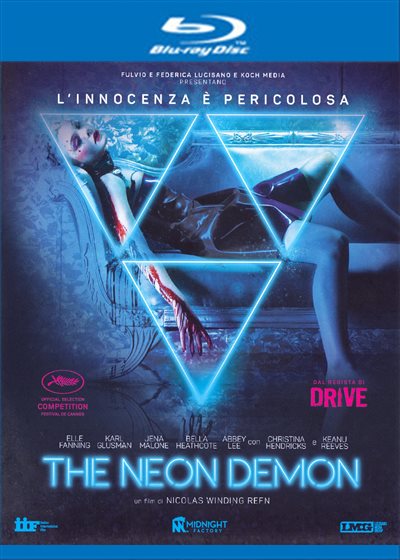 Blu-ray Disc
FULVIO E FEDERICA LUCISANO E KOCH MEDIA
PRESENTANO
L'INNOCENZA È PERICOLOSA
OFFICIAL SELECTION
COMPETITION
FESTIVAL DE CANNES
DAL REGISTA DI
DRIVE
ELLE FANNING KARL GLUSMAN JENA MALONE BELLA HEATHCOTE ABBEY LEE con CHRISTINA HENDRICKS e KEANU REEVES
THE NEON DEMON
un film di NICOLAS WINDING REFN
MIDNIGHT
FACTORY